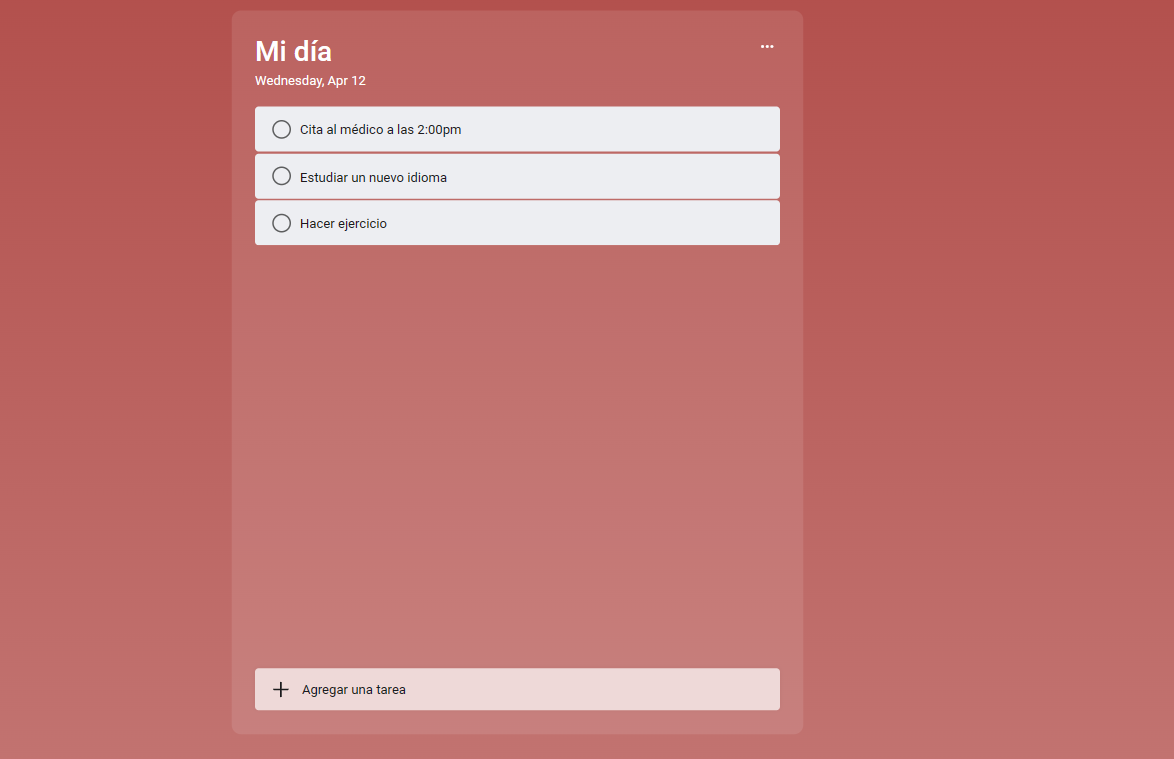 Mi día
Wednesday, Apr 12
Cita al médico a las 2:00pm
Estudiar un nuevo idioma
Hacer ejercicio
Agregar una tarea